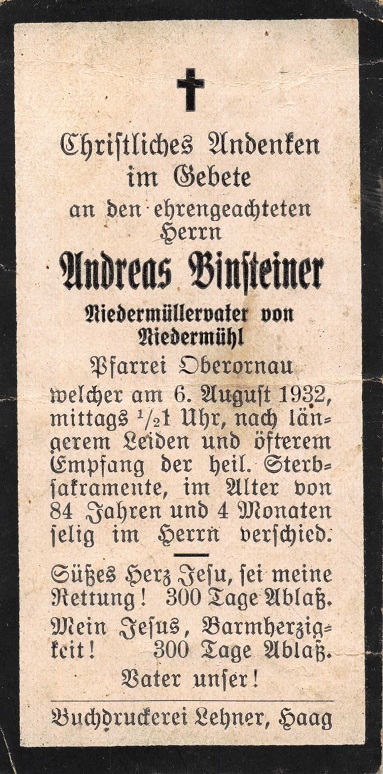 Christliches Andenken
im Gebete
an den ehrengeachteten
Herrn
Andreas Binsteiner
Niedermüllervater von
Niedermühl
Pfarrei Oberornau
welcher am 6. August 1932,
mittags ½1 Uhr, nach län-
gerem Leiden und öfterem
Empfang der heil. Sterb-
sakramente, im Alter von
84 Jahren und 4 Monaten
selig im Herrn verschied.
Süßes Herz Jesu, sei meine
Rettung! 300 Tage Ablaß.
Mein Jesus, Barmherzig-
keit! 300 Tage Ablaß.
Vater unser!
Buchdruckerei Lehner, Haag